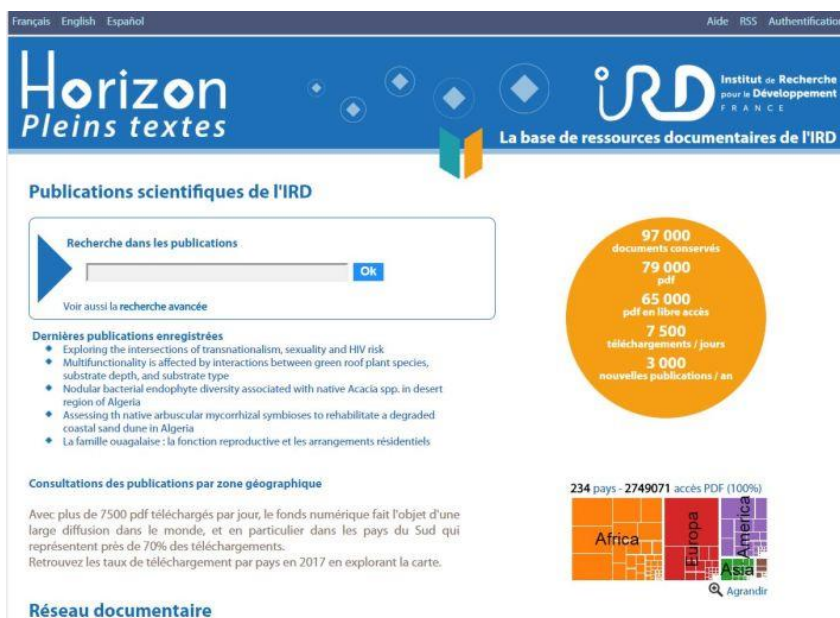 Français English Español
Aide RSS Authentification
Horizon
Pleins textes
IRD
Institut de Recherche
pour le Développement
FRANCE
La base de ressources documentaires de l'IRD
Publications scientifiques de l'IRD
Recherche dans les publications
Ok
Voir aussi la recherche avancée
Dernières publications enregistrées
Exploring the intersections of transnationalism, sexuality and HIV risk
Multifunctionality is affected by interactions between green roof plant species,
substrate depth, and substrate type
Nodular bacterial endophyte diversity associated with native Acacia spp. in desert
region of Algeria
Assessing th native arbuscular mycorrhizal symbioses to rehabilitate a degraded
coastal sand dune in Algeria
La famille ouagalaise : la fonction reproductive et les arrangements résidentiels
97 000
documents conservés
79 000
pdf
65 000
pdf en libre accès
7 500
téléchargements / jours
3 000
nouvelles publications / an
Consultations des publications par zone géographique
Avec plus de 7500 pdf téléchargés par jour, le fonds numérique fait l'objet d'une
large diffusion dans le monde, et en particulier dans les pays du Sud qui
représentent près de 70% des téléchargements.
Retrouvez les taux de téléchargement par pays en 2017 en explorant la carte.
234 pays - 2749071 accès PDF (100%)
Africa
Europa
America
Asia
Agrandir
Réseau documentaire